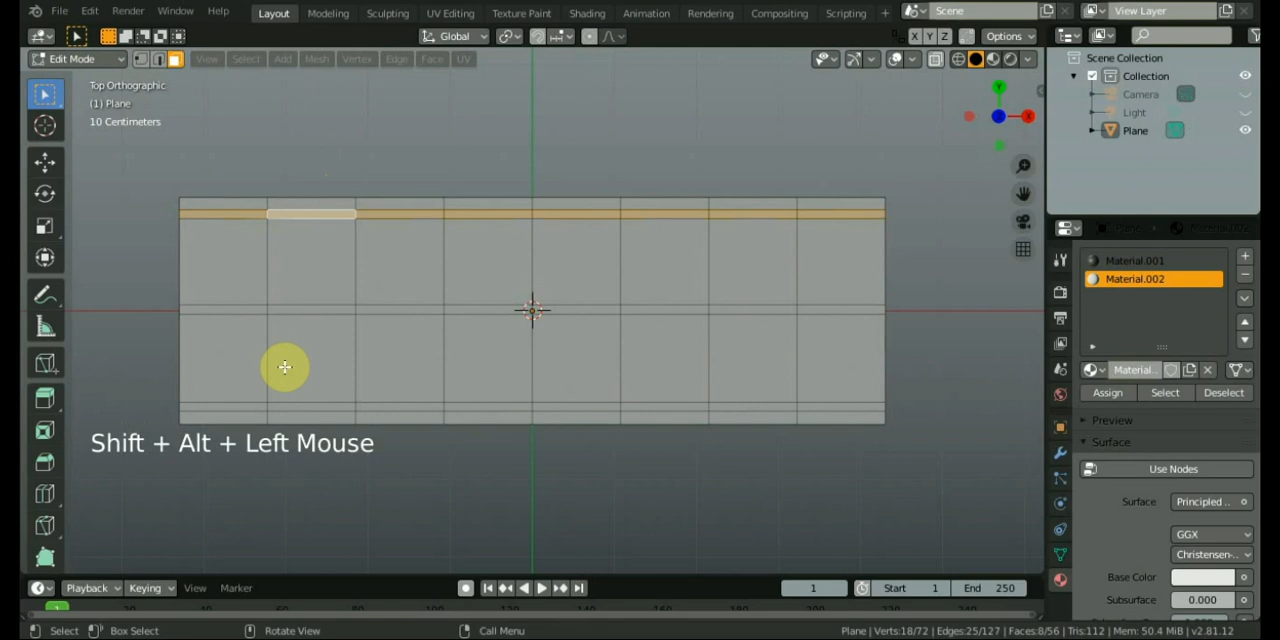 File Edit Render Window Help Layout Modeling Sculpting UV Editing Texture Paint Shading Animation Rendering Compositing Scripting + Scene View Layer
Global X Y Z Options
Edit Mode View Select Add Mesh Vertex Edge Face UV
Top Orthographic
(1) Plane
10 Centimeters
Y
X
Scene Collection
Collection
Camera
Light
Plane
Material.001
Material.002
Material..
Assign Select Deselect
Preview
Surface
Use Nodes
Surface Principled ..
GGX
Christensen-..
Base Color
Subsurface 0.000
Shift + Alt + Left Mouse
Playback Keying View Marker 1 Start 1 End 250
1
Select Box Select Rotate View Call Menu Plane | Verts:18/72 | Edges:25/127 | Faces:8/56 | Tris:112 | Mem: 50.4 MiB | v2.81.12